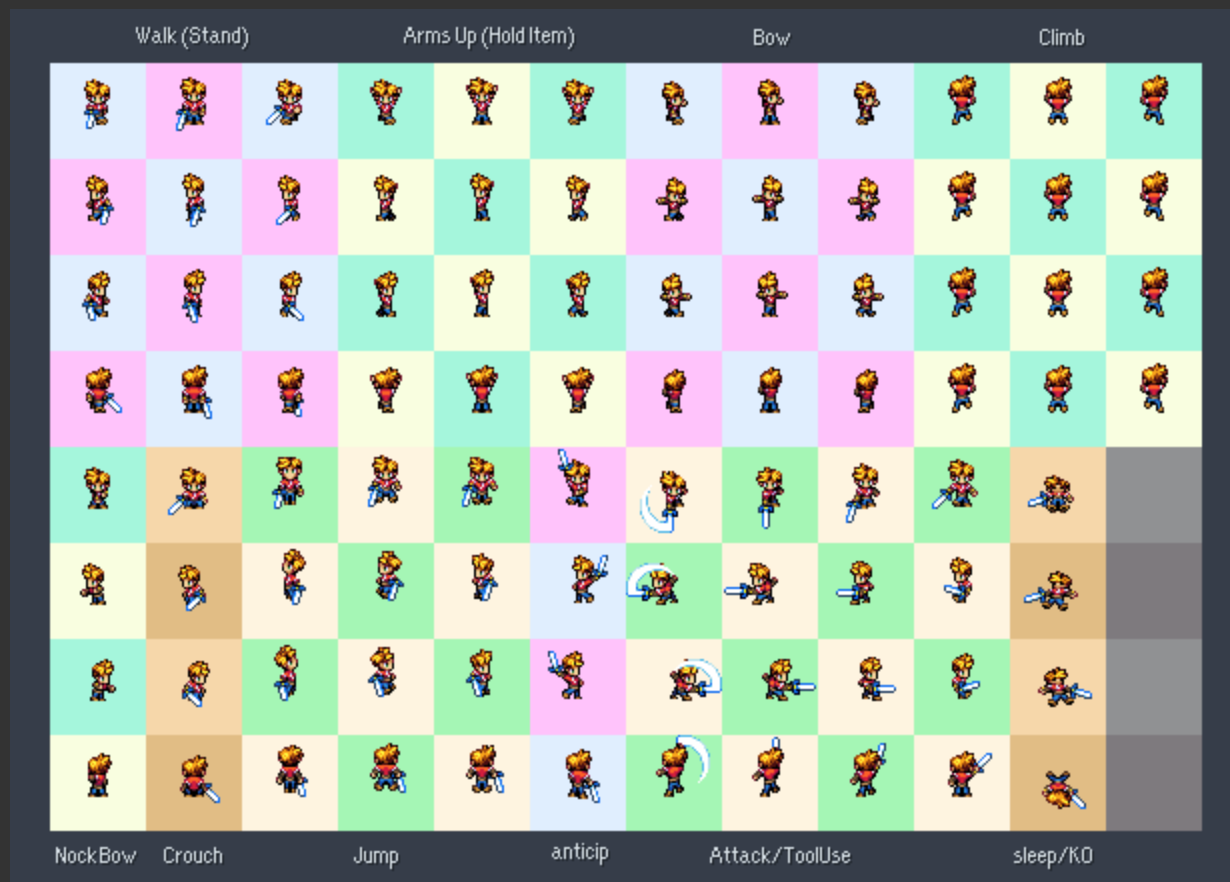 Walk (Stand) Arms Up (Hold Item) Bow Climb
NockBow Crouch Jump anticip Attack/ToolUse sleep/KO